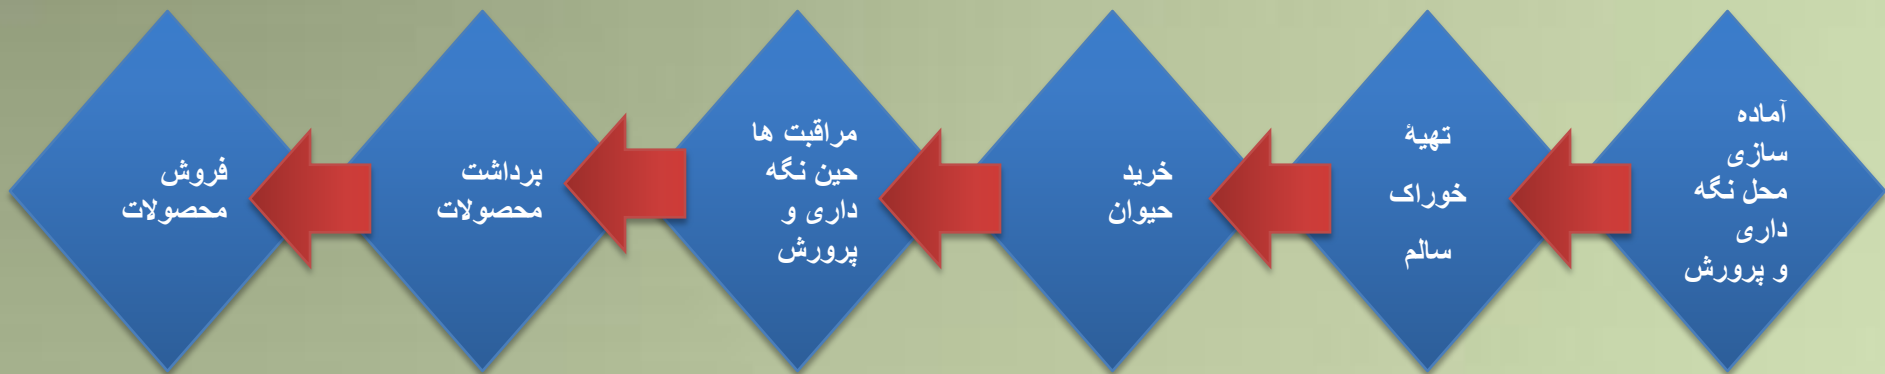 آماده
سازی
محل نگه
داری
و پرورش
تهیهٔ
خوراک
سالم
خرید
حیوان
مراقبت ها
حین نگه
داری و
پرورش
برداشت
محصولات
فروش
محصولات